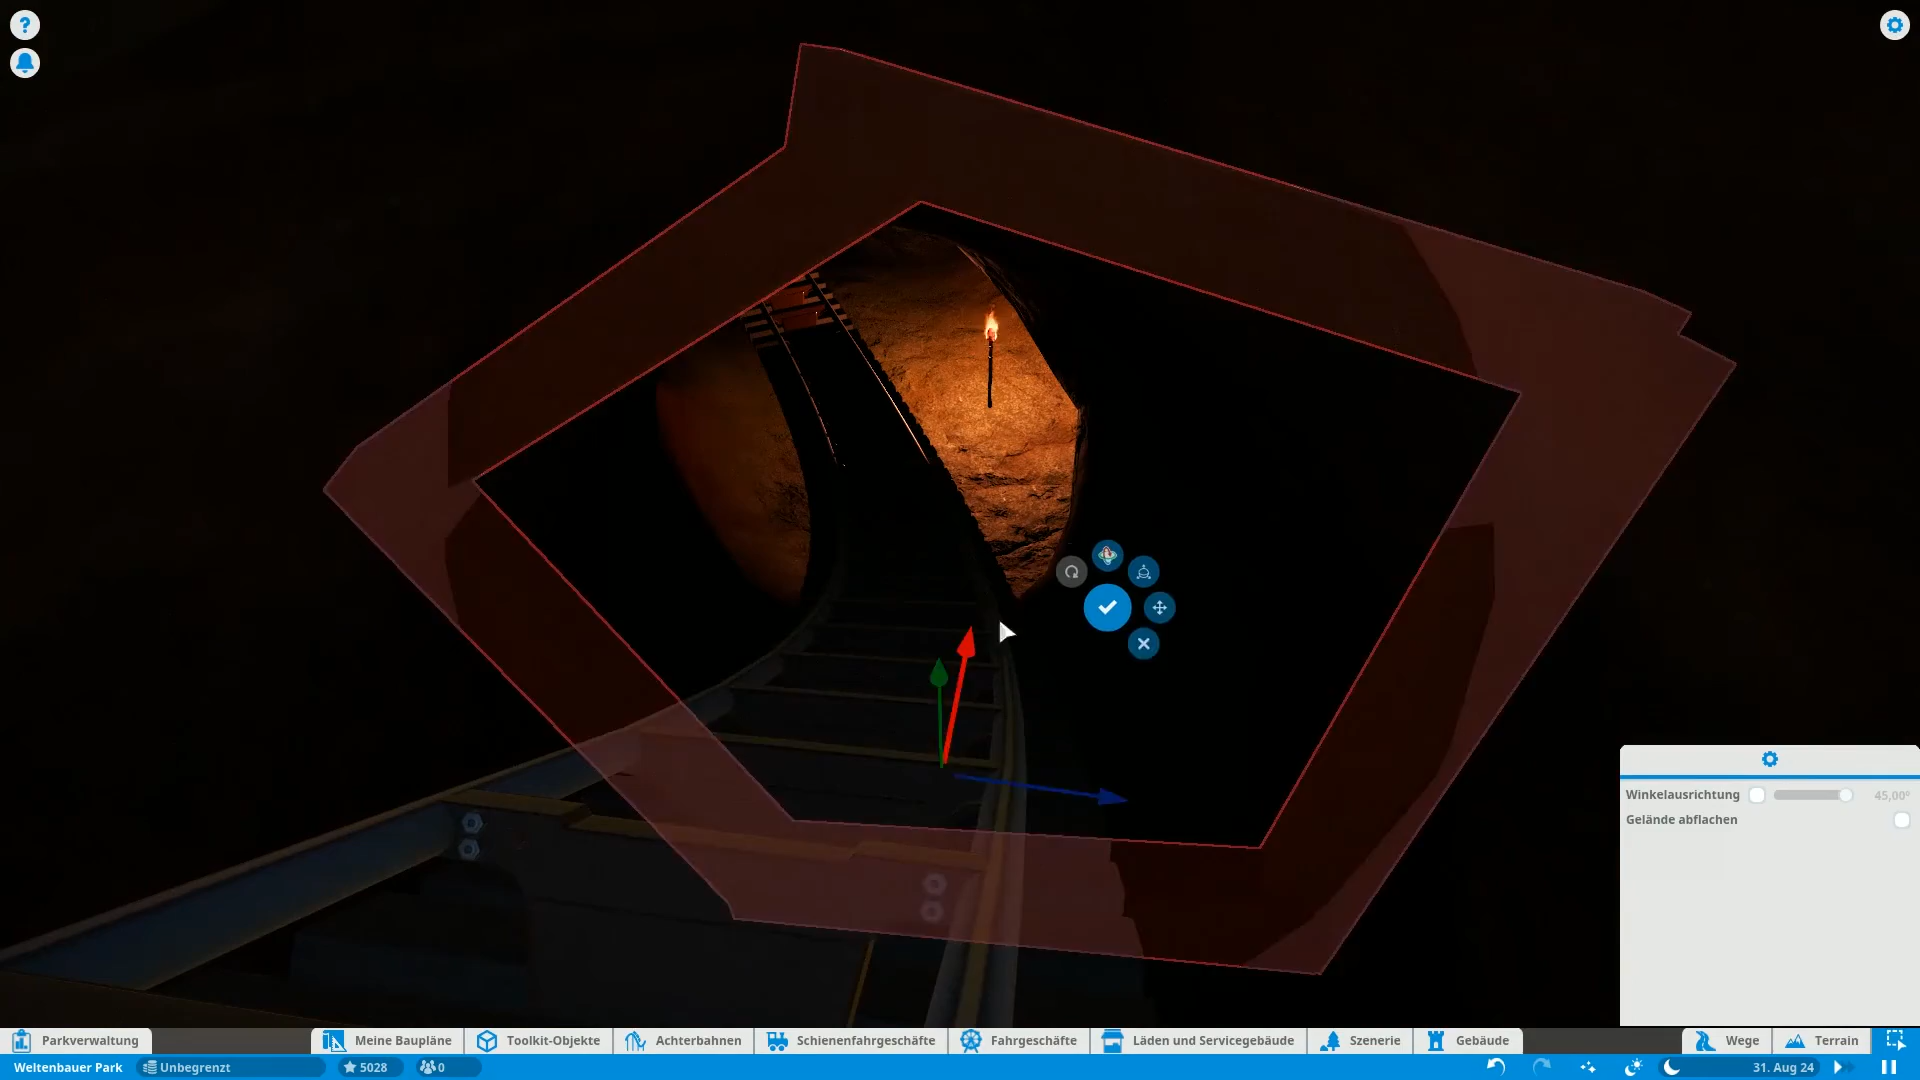 ?
Winkelausrichtung 45,00°
Gelände abflachen
Parkverwaltung Meine Baupläne Toolkit-Objekte Achterbahnen Schienenfahrgeschäfte Fahrgeschäfte Läden und Servicegebäude Szenerie Gebäude Wege Terrain
Weltenbauer Park Unbegrenzt 5028 0 31. Aug 24